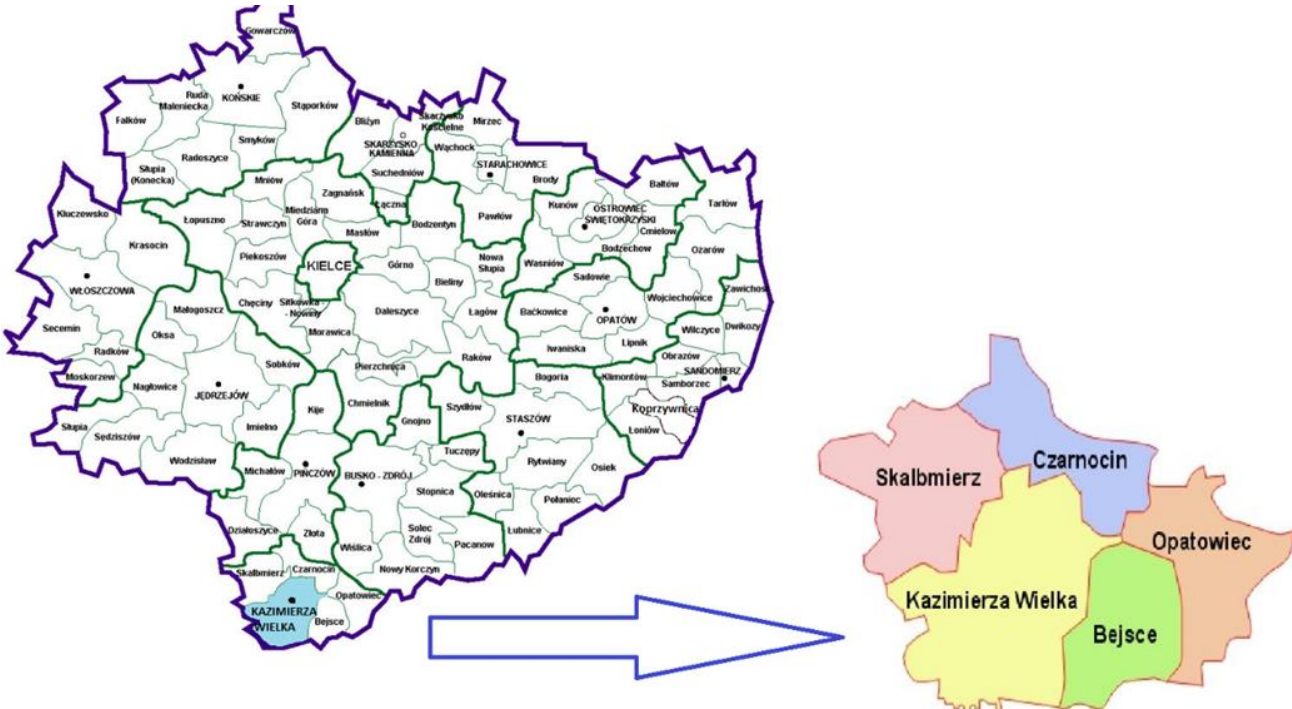 Gowarczów
Ruda
Maleniecka
KOŃSKIE
Stąporków
Fałków
Smyków
Radoszyce
Słupia
(Konecka)
Bliżyn
Skarżysko
Kościelne
Mirzec
SKARŻYSKO
KAMIENNA
Wąchock
STARACHOWICE
Suchedniów
Brody
Mniów
Zagnańsk
Łączna
Bałtów
Kunów
OSTROWIEC
ŚWIĘTOKRZYSKI
Tarłów
Kluczewsko
Łopuszno
Miedziana
Góra
Strawczyn
Masłów
Bodzentyn
Pawłów
Ćmielow
Bodzechow
Krasocin
Piekoszów
KIELCE
Górno
Nowa
Słupia
Waśniów
Ożarów
Sadowie
WŁOSZCZOWA
Bieliny
Zawichost
Wojciechowice
Małogoszcz
Chęciny
Sitkówka -
- Nowiny
Daleszyce
Łagów
Baćkowice
OPATÓW
Secemin
Oksa
Morawica
Wilczyce
Dwikozy
Radków
Iwaniska
Lipnik
Obrazów
Sobków
Pierzchnica
Raków
Moskorzew
Nagłowice
Bogoria
Klimontów
SANDOMIERZ
Samborzec
JĘDRZEJÓW
Kije
Chmielnik
Szydłów
Koprzywnica
Gnojno
STASZÓW
Słupia
Imielno
Łoniów
Sędziszów
Tuczępy
Wodzisław
Michałów
PIŃCZÓW
BUSKO - ZDRÓJ
Rytwiany
Osiek
Stopnica
Oleśnica
Połaniec
Działoszyce
Złota
Solec
Zdrój
Łubnice
Wiślica
Pacanow
Skalbmierz
Czarnocin
Nowy Korczyn
Opatowiec
KAZIMIERZA
WIELKA
Bejsce
Czarnocin
Skalbmierz
Opatowiec
Kazimierza Wielka
Bejsce